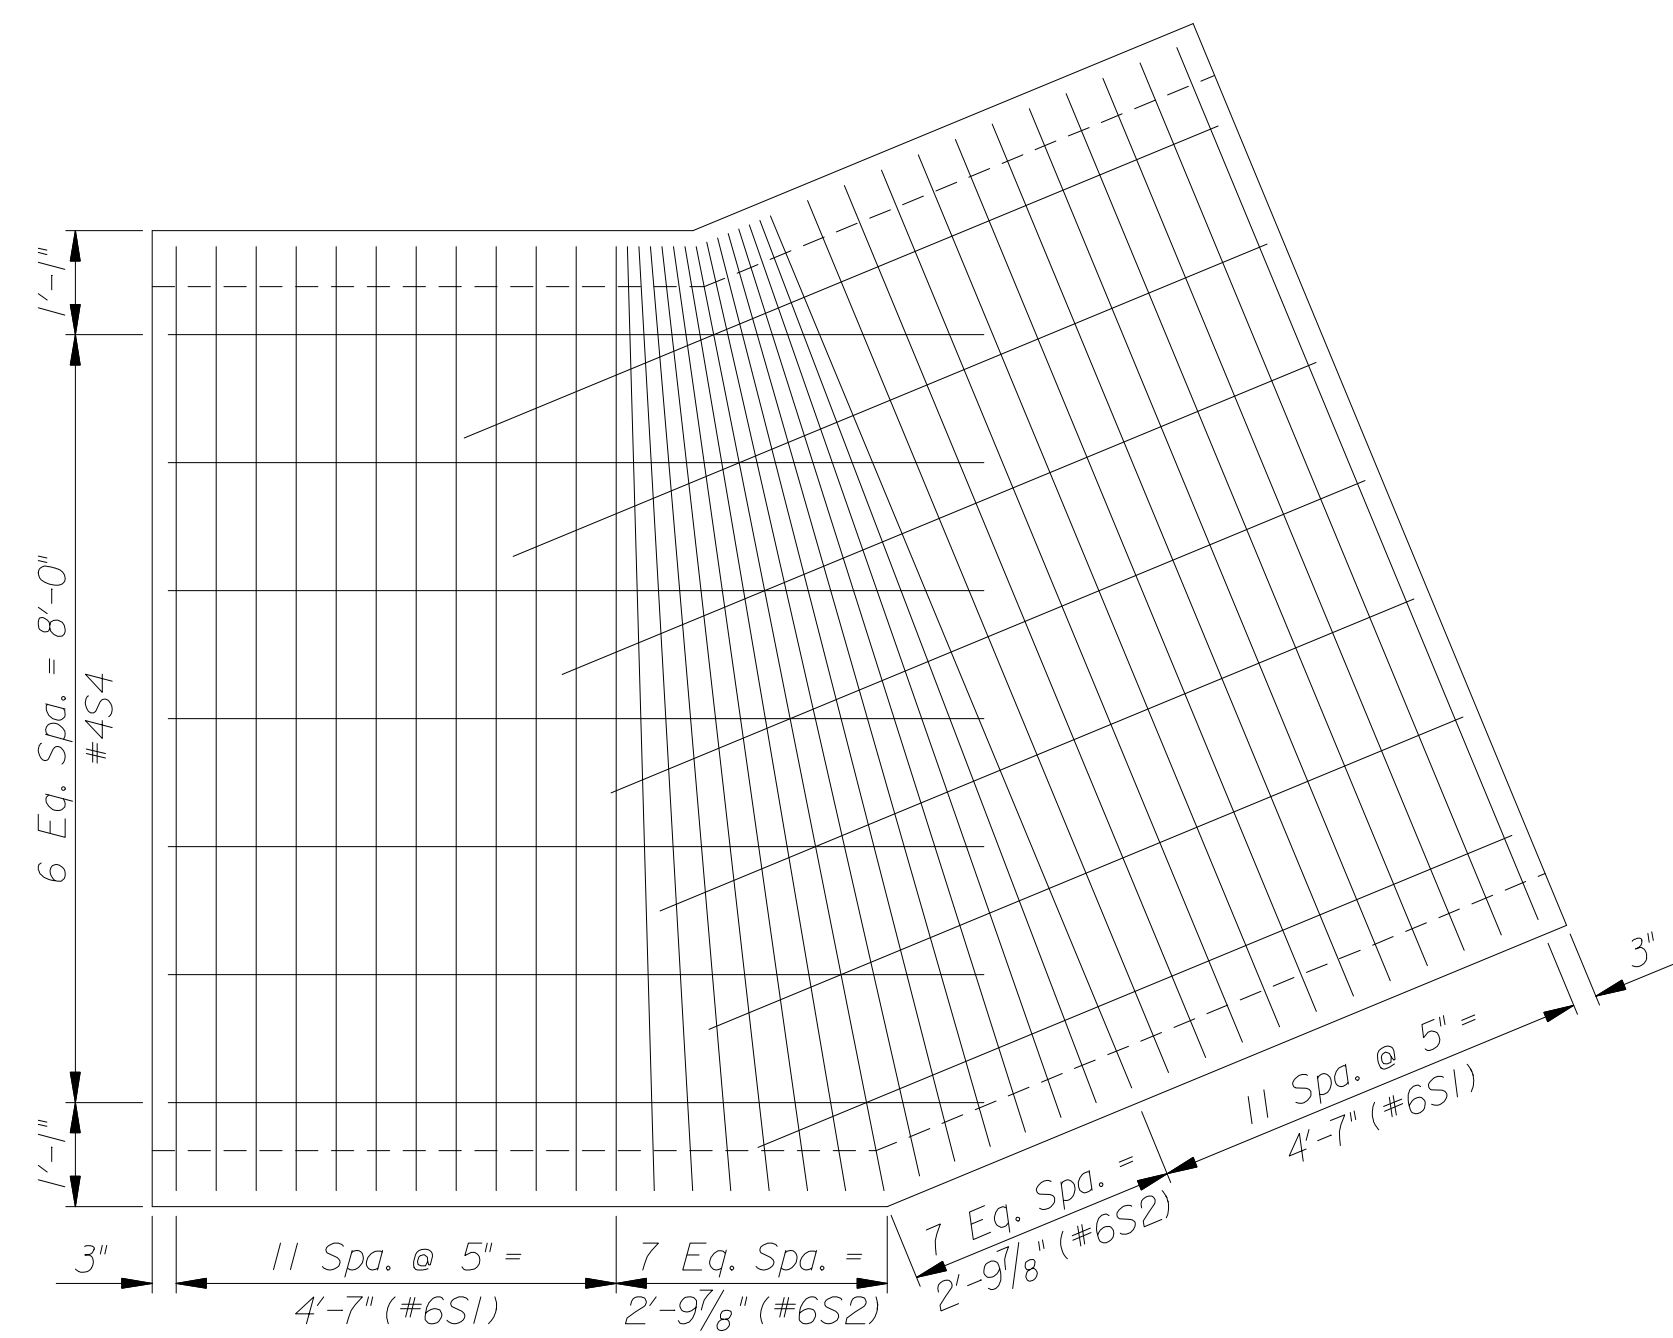 1'-1"
6 Eq. Spa. = 8'-0"
#4S4
1'-1"
3"
11 Spa. @ 5" =
4'-7" (#6S1)
7 Eq. Spa. =
2'-9⅞" (#6S2)
7 Eq. Spa. =
2'-9⅞" (#6S2)
11 Spa. @ 5" =
4'-7" (#6S1)
3"